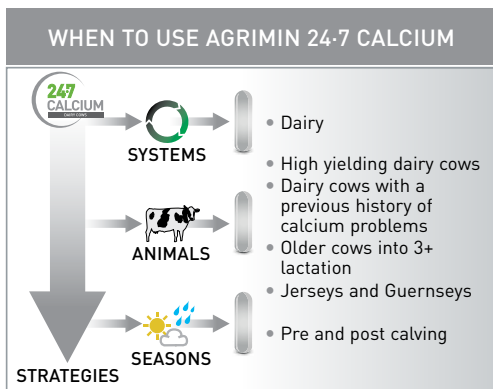 WHEN TO USE AGRIMIN 24·7 CALCIUM
24·7
CALCIUM
DAIRY COWS
SYSTEMS
• Dairy
ANIMALS
• High yielding dairy cows
• Dairy cows with a
previous history of
calcium problems
• Older cows into 3+
lactation
• Jerseys and Guernseys
SEASONS
• Pre and post calving
STRATEGIES